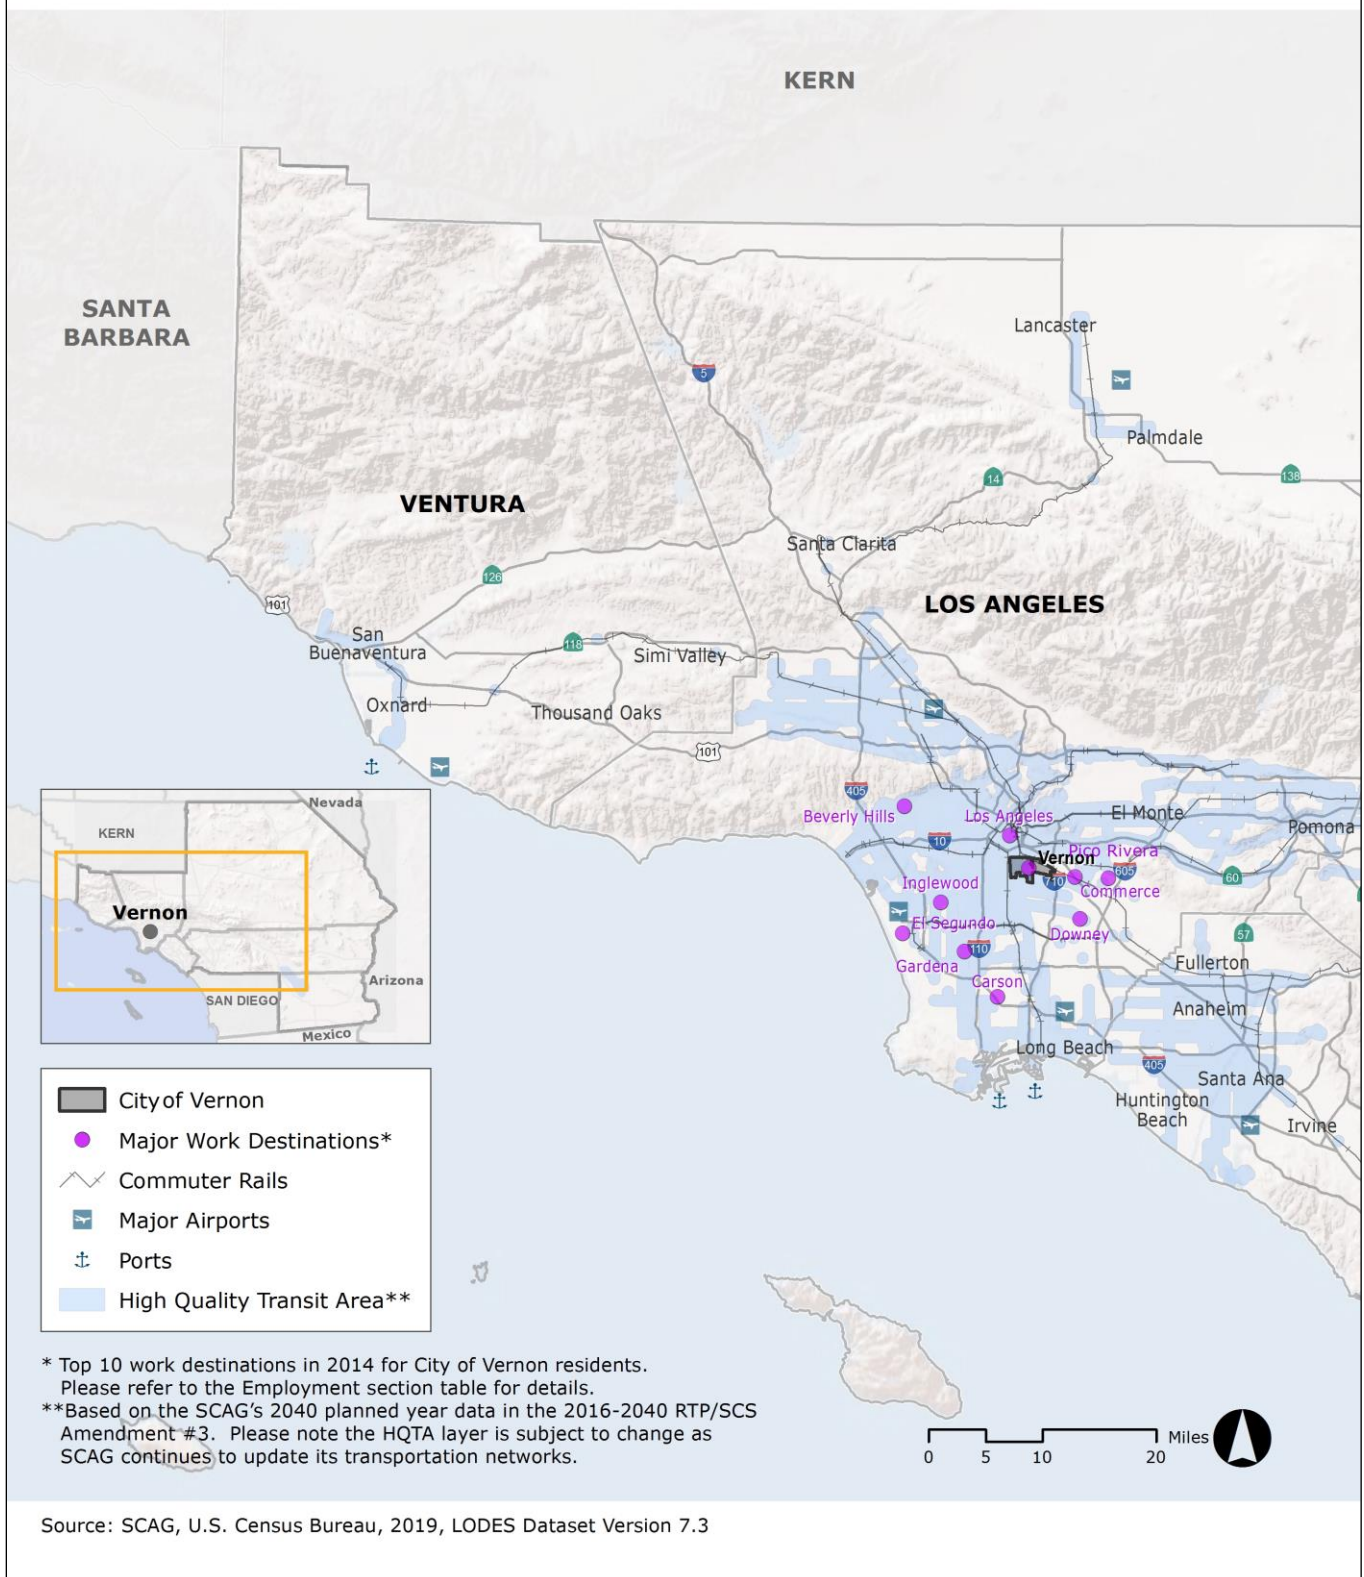 KERN
SANTA
BARBARA
Lancaster
5
Palmdale
14
138
VENTURA
Santa Clarita
126
101
LOS ANGELES
San
Buenaventura
118
Simi Valley
Oxnard
Thousand Oaks
101
405
Beverly Hills
Los Angeles
El Monte
Pomona
10
Vernon
Pico Rivera
605
60
710
Commerce
Inglewood
El Segundo
Downey
57
110
Gardena
Fullerton
Carson
Anaheim
Long Beach
405
Santa Ana
Huntington
Beach
Irvine
Nevada
KERN
Vernon
Arizona
SAN DIEGO
Mexico
City of Vernon
Major Work Destinations*
Commuter Rails
Major Airports
Ports
High Quality Transit Area**
* Top 10 work destinations in 2014 for City of Vernon residents.
Please refer to the Employment section table for details.
**Based on the SCAG's 2040 planned year data in the 2016-2040 RTP/SCS
Amendment #3. Please note the HQTA layer is subject to change as
SCAG continues to update its transportation networks.
Miles
0 5 10 20
Source: SCAG, U.S. Census Bureau, 2019, LODES Dataset Version 7.3